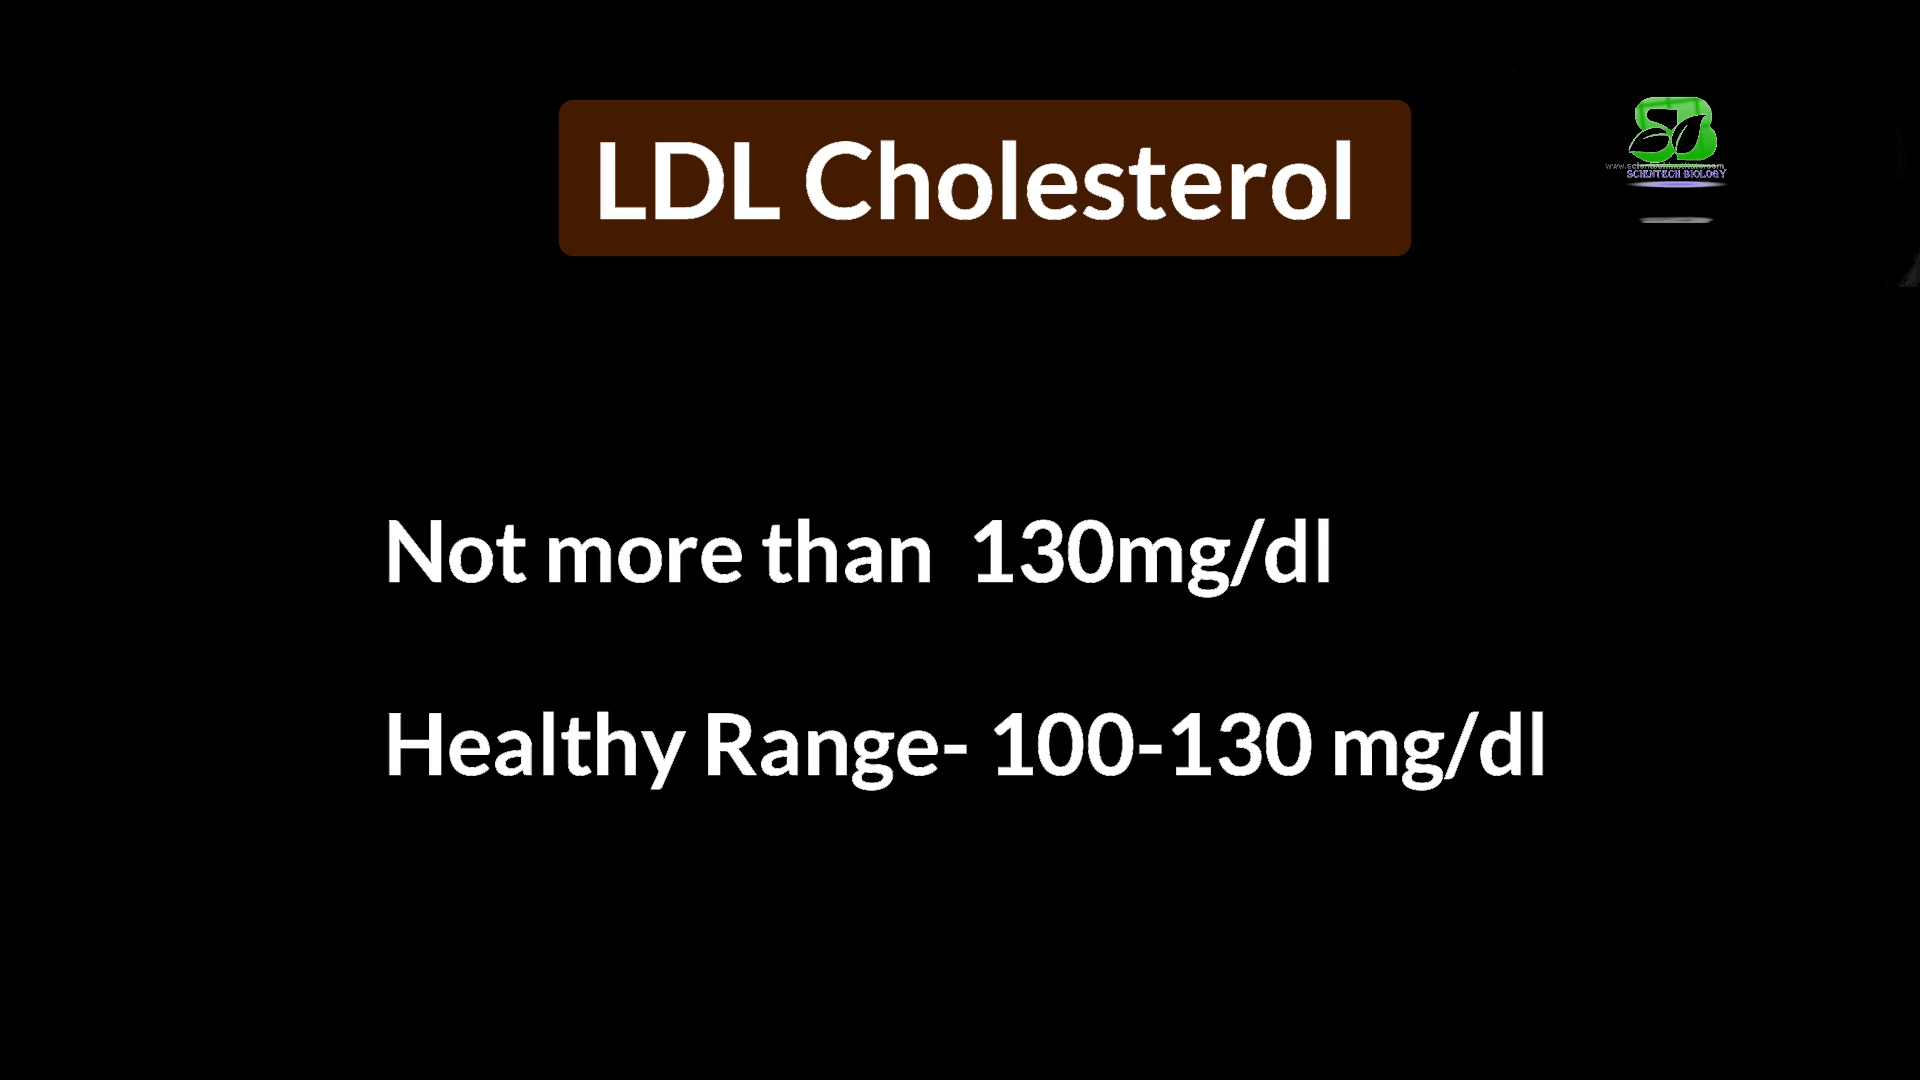 LDL Cholesterol
SCIENTECH BIOLOGY
Not more than 130mg/dl
Healthy Range- 100-130 mg/dl